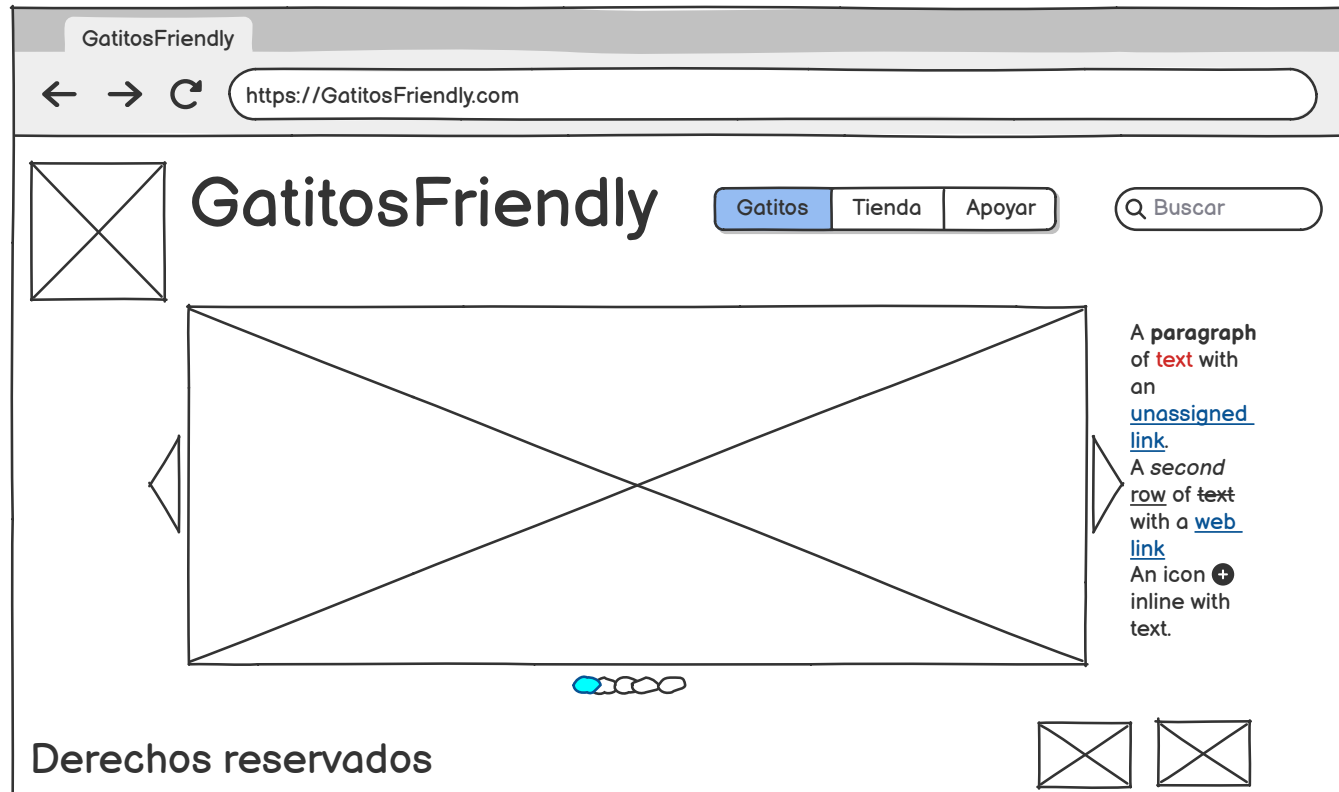 GatitosFriendly
https://GatitosFriendly.com
GatitosFriendly
Gatitos
Tienda
Apoyar
Buscar
A paragraph
of text with
an
unassigned
link.
A second
row of text
with a web
link
An icon
inline with
text.
Derechos reservados